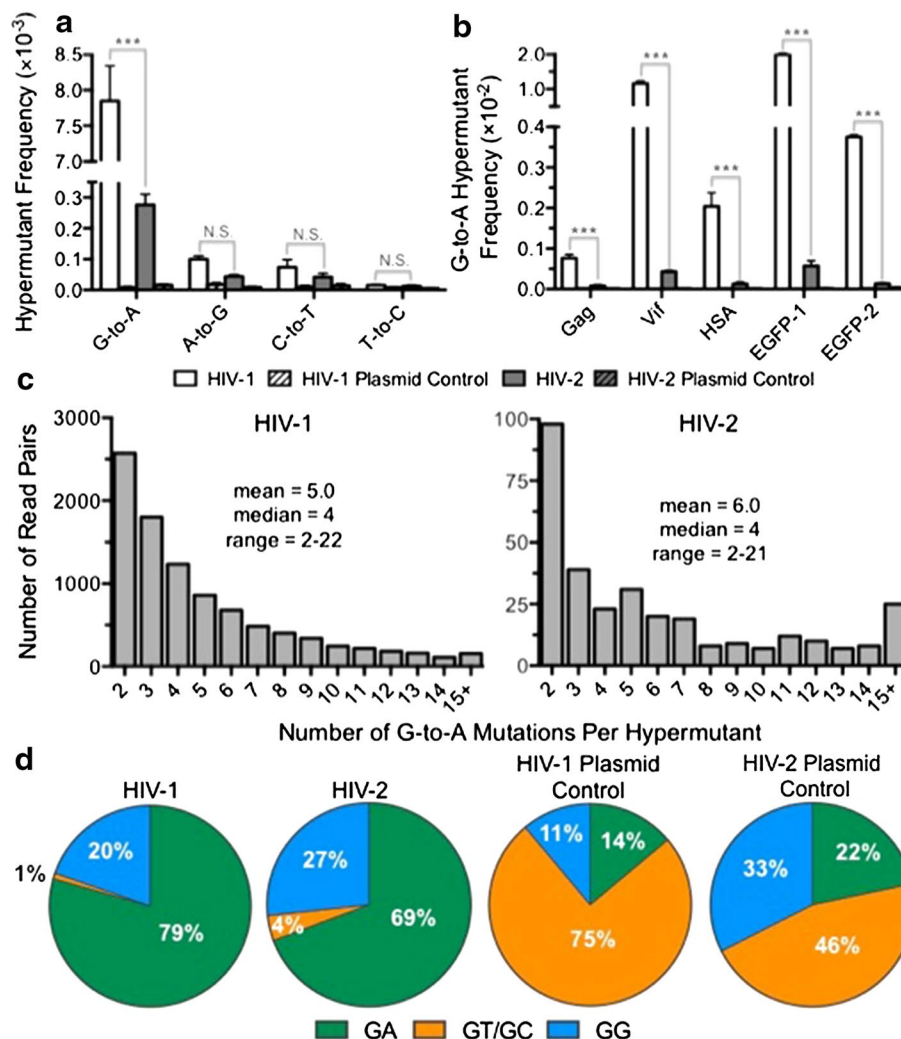 a
Hypermutant Frequency (×10-3)
8.5
8.0
7.5
7.0
0.3
0.2
0.1
0.0
***
N.S.
N.S.
N.S.
G-to-A
A-to-G
C-to-T
T-to-C
b
G-to-A Hypermutant
Frequency (×10-2)
2.0
1.0
0.4
0.3
0.2
0.1
0.0
***
***
***
***
***
Gag
Vif
HSA
EGFP-1
EGFP-2
HIV-1 HIV-1 Plasmid Control HIV-2 HIV-2 Plasmid Control
c
HIV-1
Number of Read Pairs
3000
2000
1000
0
mean = 5.0
median = 4
range = 2-22
2 3 4 5 6 7 8 9 10 11 12 13 14 15+
HIV-2
100
75
50
25
0
mean = 6.0
median = 4
range = 2-21
2 3 4 5 6 7 8 9 10 11 12 13 14 15+
Number of G-to-A Mutations Per Hypermutant
d
HIV-1
20%
1%
79%
HIV-2
27%
4%
69%
HIV-1 Plasmid
Control
11%
14%
75%
HIV-2 Plasmid
Control
33%
22%
46%
GA GT/GC GG